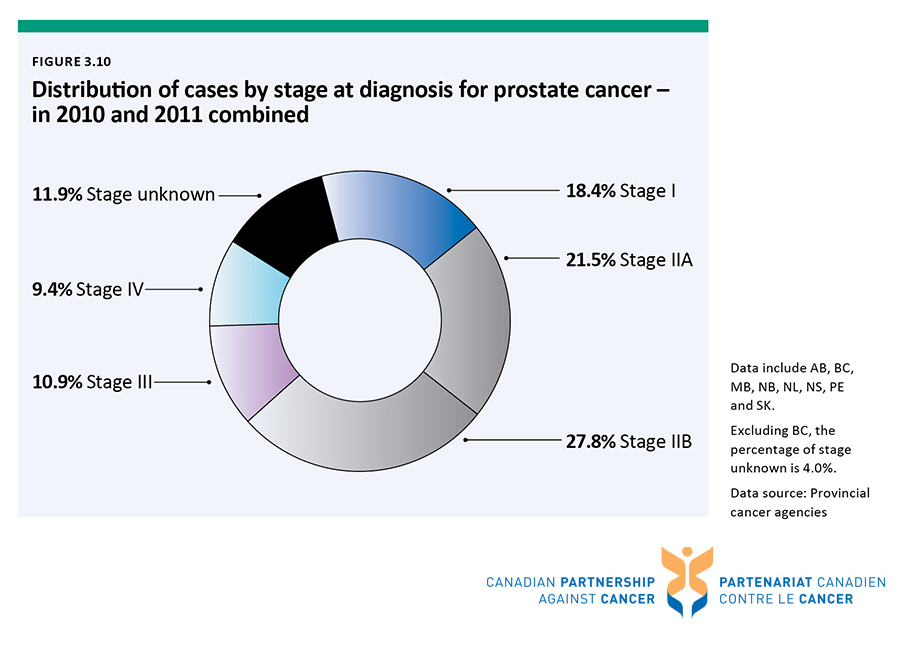 FIGURE 3.10
Distribution of cases by stage at diagnosis for prostate cancer –
in 2010 and 2011 combined
11.9% Stage unknown
18.4% Stage I
21.5% Stage IIA
9.4% Stage IV
10.9% Stage III
27.8% Stage IIB
Data include AB, BC,
MB, NB, NL, NS, PE
and SK.
Excluding BC, the
percentage of stage
unknown is 4.0%.
Data source: Provincial
cancer agencies
CANADIAN PARTNERSHIP
AGAINST CANCER
PARTENARIAT CANADIEN
CONTRE LE CANCER